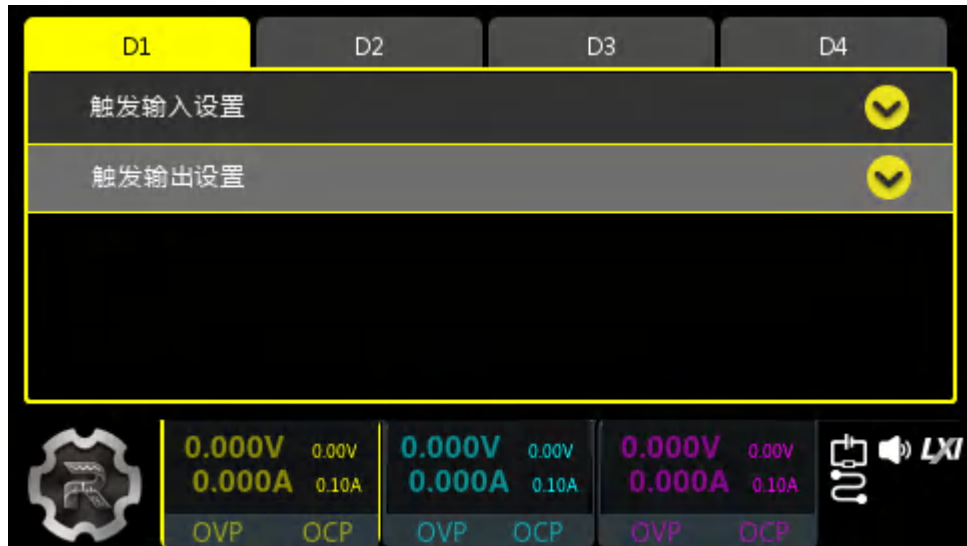 D1 D2 D3 D4
触发输入设置
触发输出设置
0.000V 0.00V 0.000V 0.00V 0.000V 0.00V
0.000A 0.10A 0.000A 0.10A 0.000A 0.10A
LXI
OVP OCP OVP OCP OVP OCP